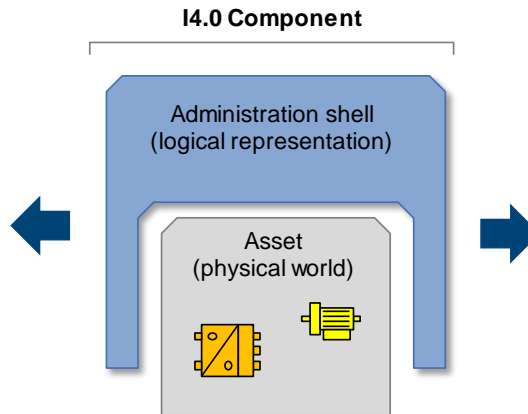 I4.0 Component
Administration shell
(logical representation)
Asset
(physical world)